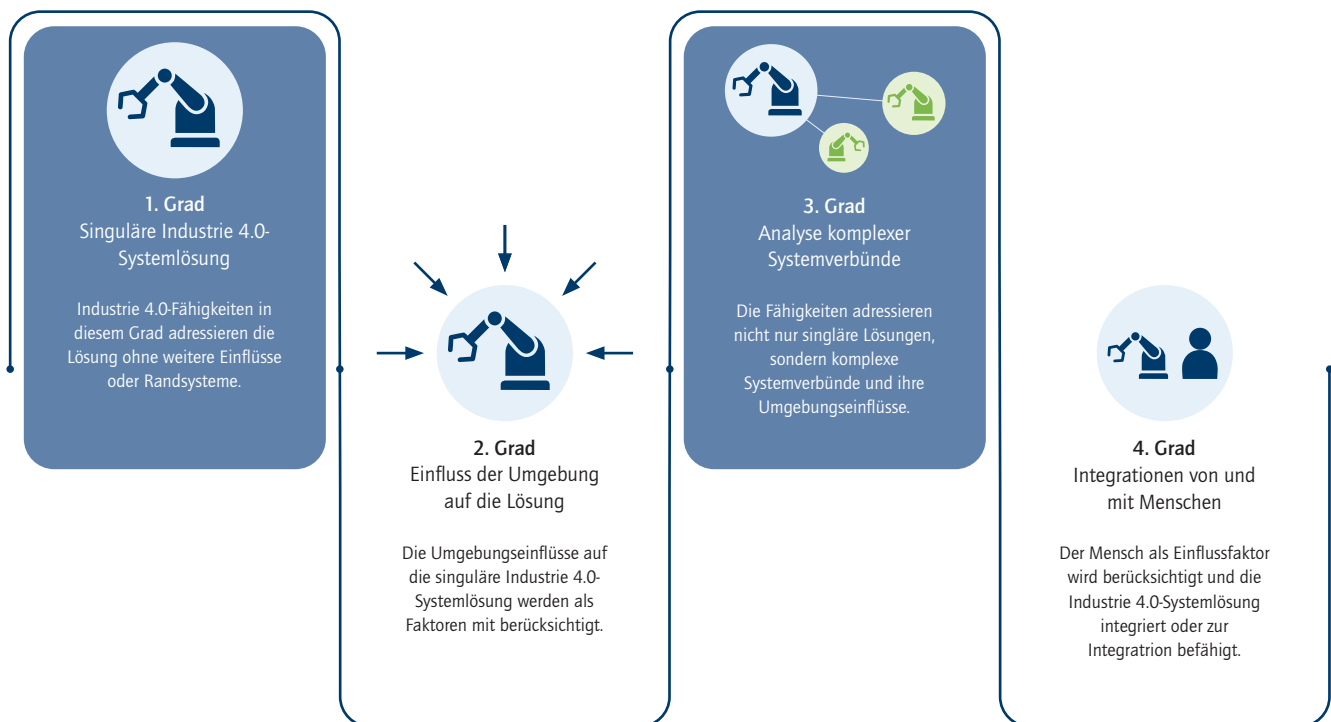 1. Grad
Singuläre Industrie 4.0-
Systemlösung
Industrie 4.0-Fähigkeiten in
diesem Grad adressieren die
Lösung ohne weitere Einflüsse
oder Randsysteme.
2. Grad
Einfluss der Umgebung
auf die Lösung
Die Umgebungseinflüsse auf
die singuläre Industrie 4.0-
Systemlösung werden als
Faktoren mit berücksichtigt.
3. Grad
Analyse komplexer
Systemverbünde
Die Fähigkeiten adressieren
nicht nur singläre Lösungen,
sondern komplexe
Systemverbünde und ihre
Umgebungseinflüsse.
4. Grad
Integrationen von und
mit Menschen
Der Mensch als Einflussfaktor
wird berücksichtigt und die
Industrie 4.0-Systemlösung
integriert oder zur
Integratrion befähigt.